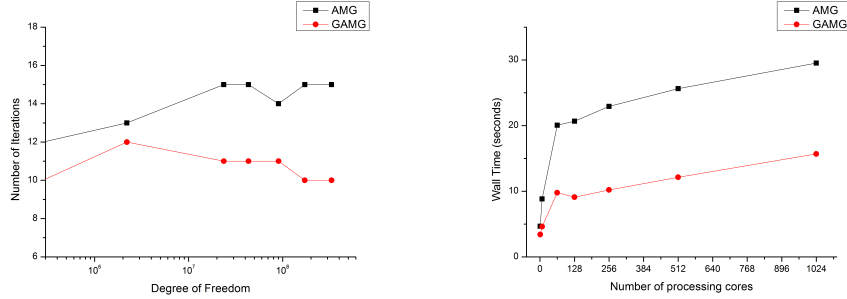 AMG
GAMG
18
16
14
12
10
8
6
Number of Iterations
10^6
10^7
10^8
Degree of Freedom
AMG
GAMG
30
20
10
0
Wall Time (seconds)
0 128 256 384 512 640 768 896 1024
Number of processing cores